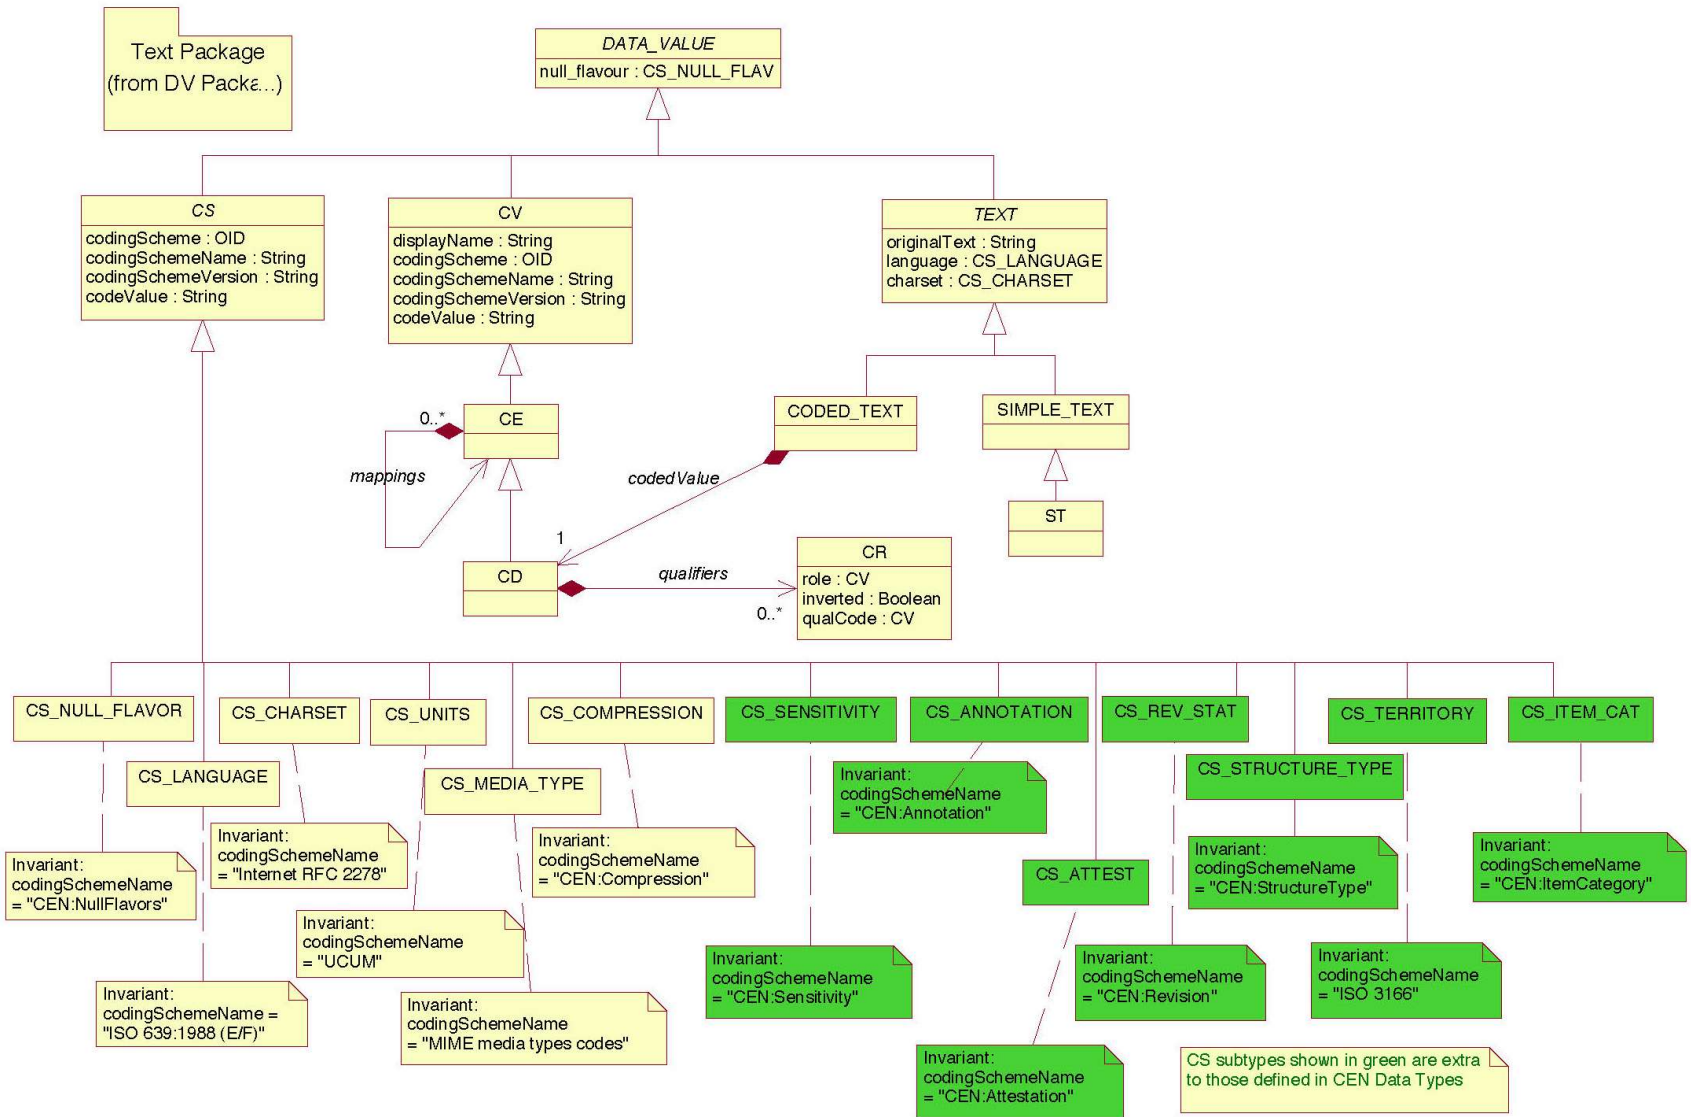 Text Package
(from DV Packa...)
DATA_VALUE
null_flavour : CS_NULL_FLAV
CS
codingScheme : OID
codingSchemeName : String
codingSchemeVersion : String
codeValue : String
CV
displayName : String
codingScheme : OID
codingSchemeName : String
codingSchemeVersion : String
codeValue : String
TEXT
originalText : String
language : CS_LANGUAGE
charset : CS_CHARSET
0..*
CE
mappings
CODED_TEXT
SIMPLE_TEXT
codedValue
ST
1
CD
qualifiers
0..*
CR
role : CV
inverted : Boolean
qualCode : CV
CS_NULL_FLAVOR
CS_LANGUAGE
CS_CHARSET
CS_UNITS
CS_MEDIA_TYPE
CS_COMPRESSION
CS_SENSITIVITY
CS_ANNOTATION
CS_REV_STAT
CS_STRUCTURE_TYPE
CS_TERRITORY
CS_ITEM_CAT
CS_ATTEST
Invariant:
codingSchemeName
= "CEN:NullFlavors"
Invariant:
codingSchemeName =
"ISO 639:1988 (E/F)"
Invariant:
codingSchemeName
= "Internet RFC 2278"
Invariant:
codingSchemeName
= "UCUM"
Invariant:
codingSchemeName
= "MIME media types codes"
Invariant:
codingSchemeName
= "CEN:Compression"
Invariant:
codingSchemeName
= "CEN:Sensitivity"
Invariant:
codingSchemeName
= "CEN:Annotation"
Invariant:
codingSchemeName
= "CEN:Attestation"
Invariant:
codingSchemeName
= "CEN:Revision"
Invariant:
codingSchemeName
= "CEN:StructureType"
Invariant:
codingSchemeName
= "ISO 3166"
Invariant:
codingSchemeName
= "CEN:ItemCategory"
CS subtypes shown in green are extra
to those defined in CEN Data Types